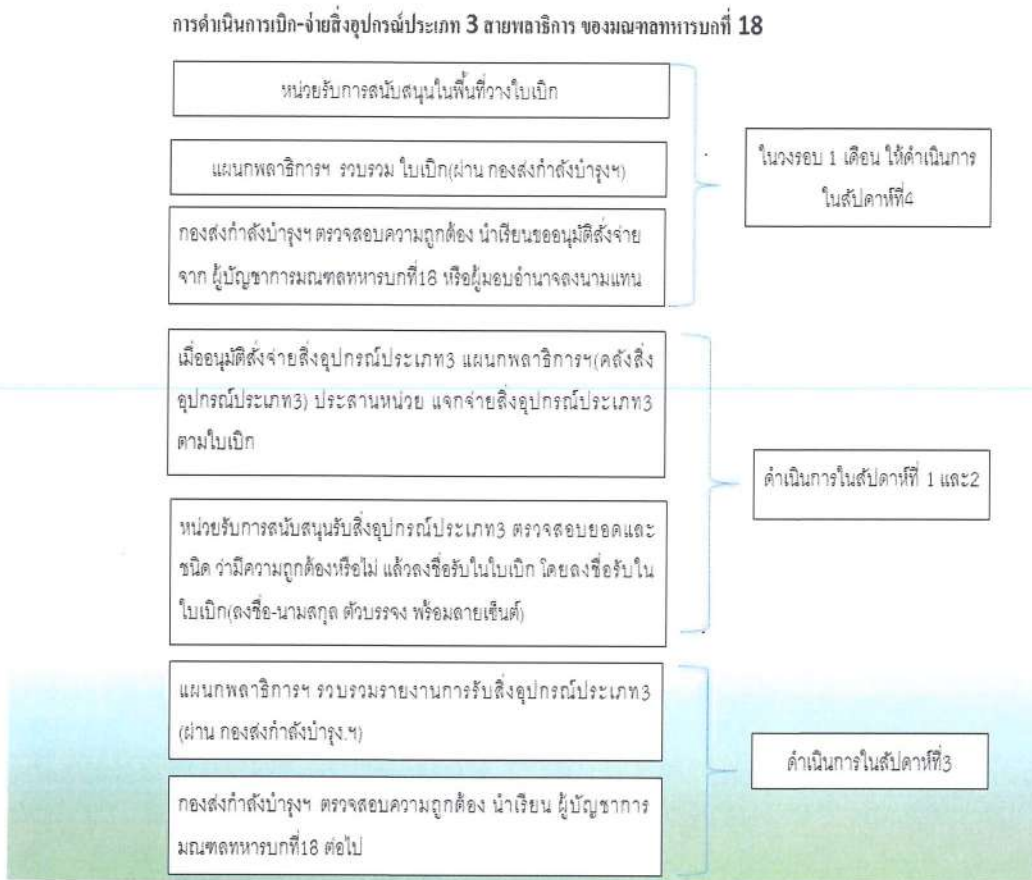 การดำเนินการเบิก-จ่ายสิ่งอุปกรณ์ประเภท 3 สายพลาธิการ ของมณฑลทหารบกที่ 18
หน่วยรับการสนับสนุนในพื้นที่วางใบเบิก
แผนกพลาธิการฯ รวบรวม ใบเบิก(ผ่าน กองส่งกำลังบำรุงฯ)
กองส่งกำลังบำรุงฯ ตรวจสอบความถูกต้อง นำเรียนขออนุมัติสั่งจ่าย
จาก ผู้บัญชาการมณฑลทหารบกที่18 หรือผู้มอบอำนาจลงนามแทน
ในวงรอบ 1 เดือน ให้ดำเนินการ
ในสัปดาห์ที่4
เมื่ออนุมัติสั่งจ่ายสิ่งอุปกรณ์ประเภท3 แผนกพลาธิการฯ(คลังสิ่ง
อุปกรณ์ประเภท3) ประสานหน่วย แจกจ่ายสิ่งอุปกรณ์ประเภท3
ตามใบเบิก
หน่วยรับการสนับสนุนรับสิ่งอุปกรณ์ประเภท3 ตรวจสอบยอดและ
ชนิด ว่ามีความถูกต้องหรือไม่ แล้วลงชื่อรับในใบเบิก โดยลงชื่อรับใน
ใบเบิก(ลงชื่อ-นามสกุล ตัวบรรจง พร้อมลายเซ็นต์)
ดำเนินการในสัปดาห์ที่ 1 และ2
แผนกพลาธิการฯ รวบรวมรายงานการรับสิ่งอุปกรณ์ประเภท3
(ผ่าน กองส่งกำลังบำรุง.ฯ)
กองส่งกำลังบำรุงฯ ตรวจสอบความถูกต้อง นำเรียน ผู้บัญชาการ
มณฑลทหารบกที่18 ต่อไป
ดำเนินการในสัปดาห์ที่3